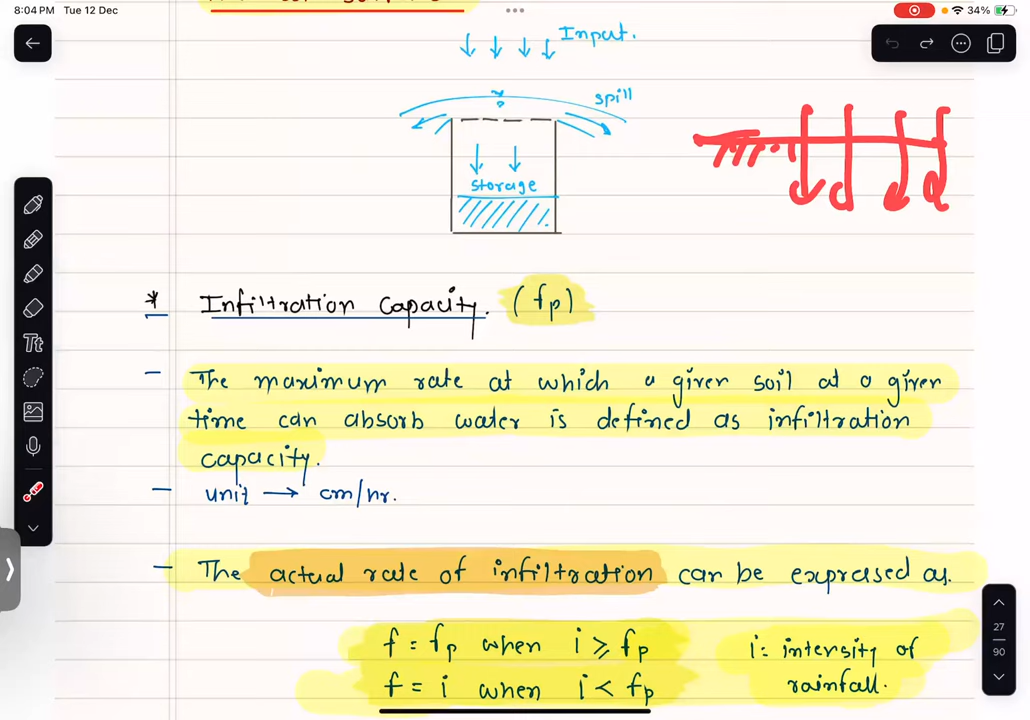 8:04 PM Tue 12 Dec
34%
Input.
spill
storage
* Infiltration Capacity. (fp)
- The maximum rate at which a given soil at a given
time can absorb water is defined as infiltration
capacity.
- unit → cm/hr.
- The actual rate of infiltration can be expressed as.
f = fp when i ≥ fp
f = i when i < fp
i = intensity of
rainfall.
Tt
27
90